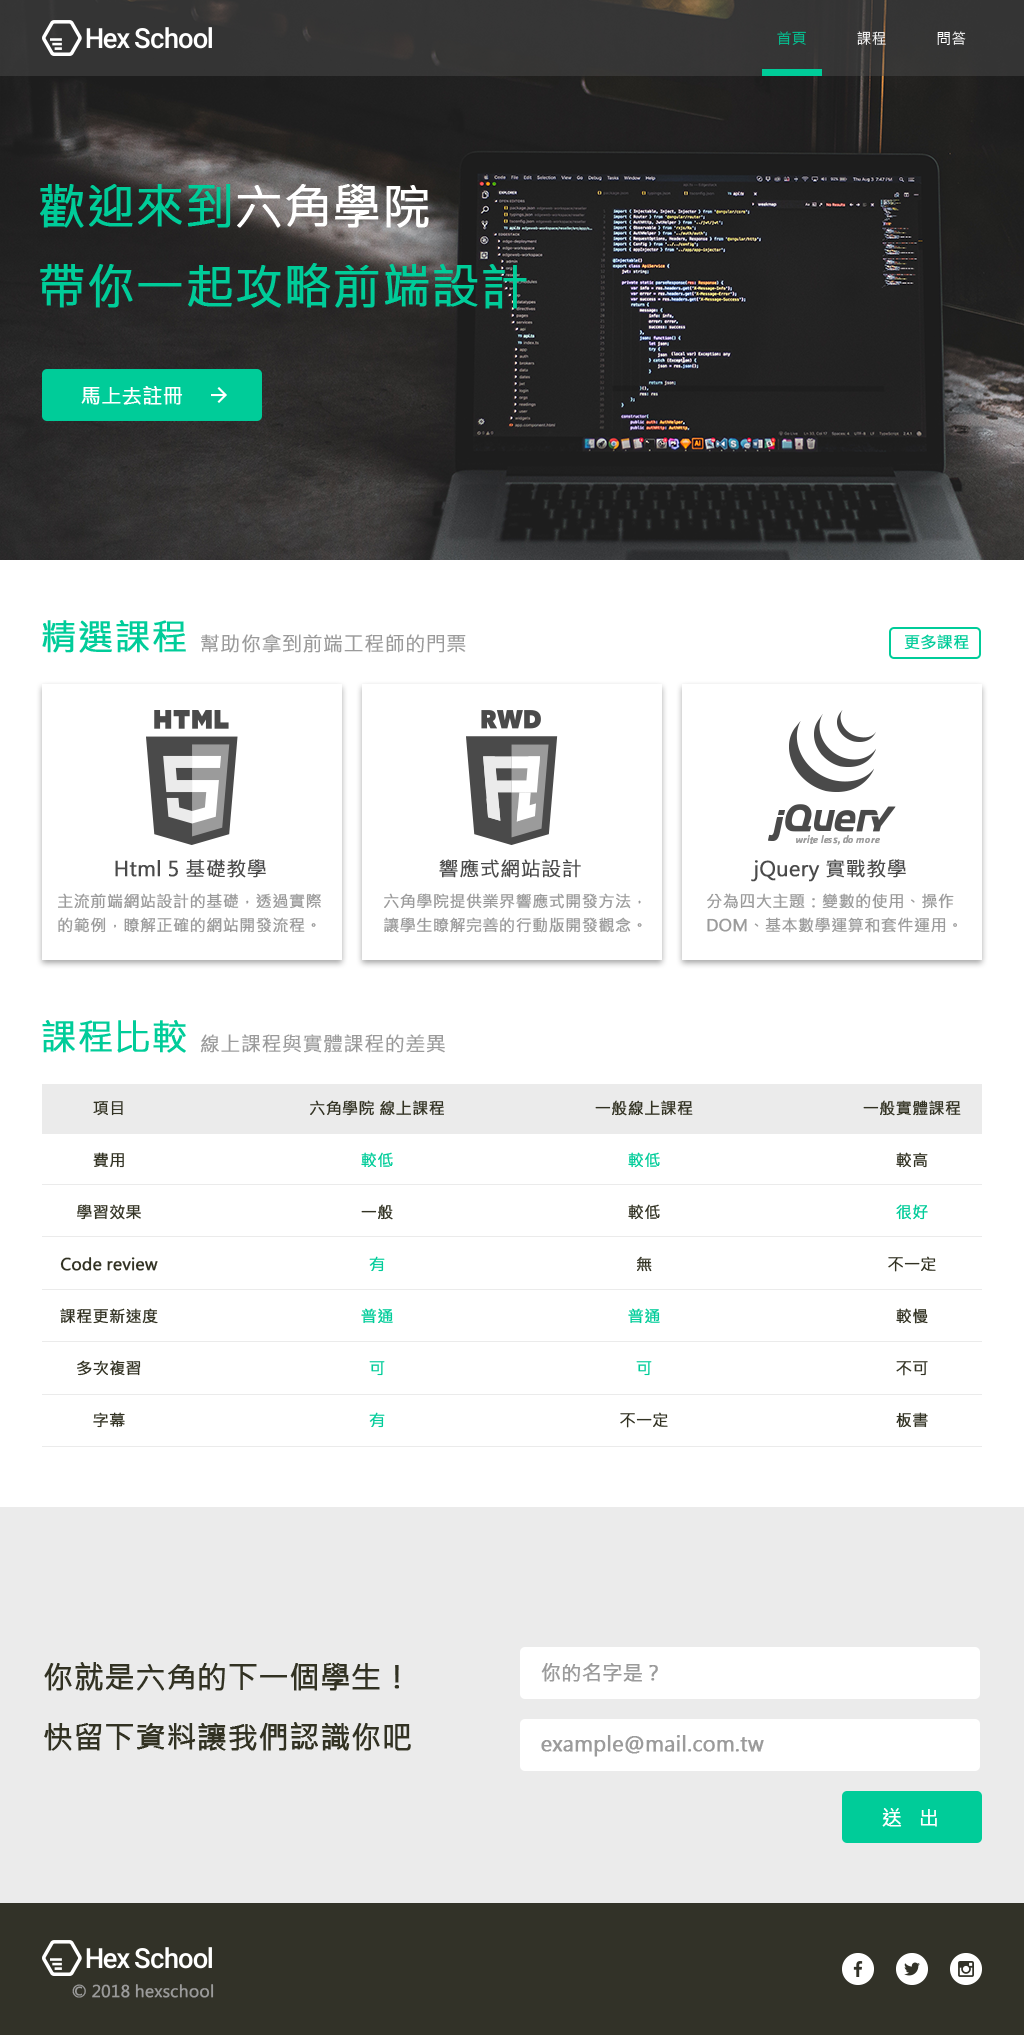 Hex School
首頁
課程
問答
歡迎來到六角學院
帶你一起攻略前端設計
馬上去註冊
精選課程 幫助你拿到前端工程師的門票
更多課程
HTML
5
Html 5 基礎教學
主流前端網站設計的基礎，透過實際
的範例，瞭解正確的網站開發流程。
RWD
響應式網站設計
六角學院提供業界響應式開發方法，
讓學生瞭解完善的行動版開發觀念。
jQuery
write less, do more
jQuery 實戰教學
分為四大主題：變數的使用、操作
DOM、基本數學運算和套件運用。
課程比較 線上課程與實體課程的差異
項目 六角學院 線上課程 一般線上課程 一般實體課程
費用 較低 較低 較高
學習效果 一般 較低 很好
Code review 有 無 不一定
課程更新速度 普通 普通 較慢
多次複習 可 可 不可
字幕 有 不一定 板書
你就是六角的下一個學生！
快留下資料讓我們認識你吧
你的名字是？
example@mail.com.tw
送 出
Hex School
© 2018 hexschool